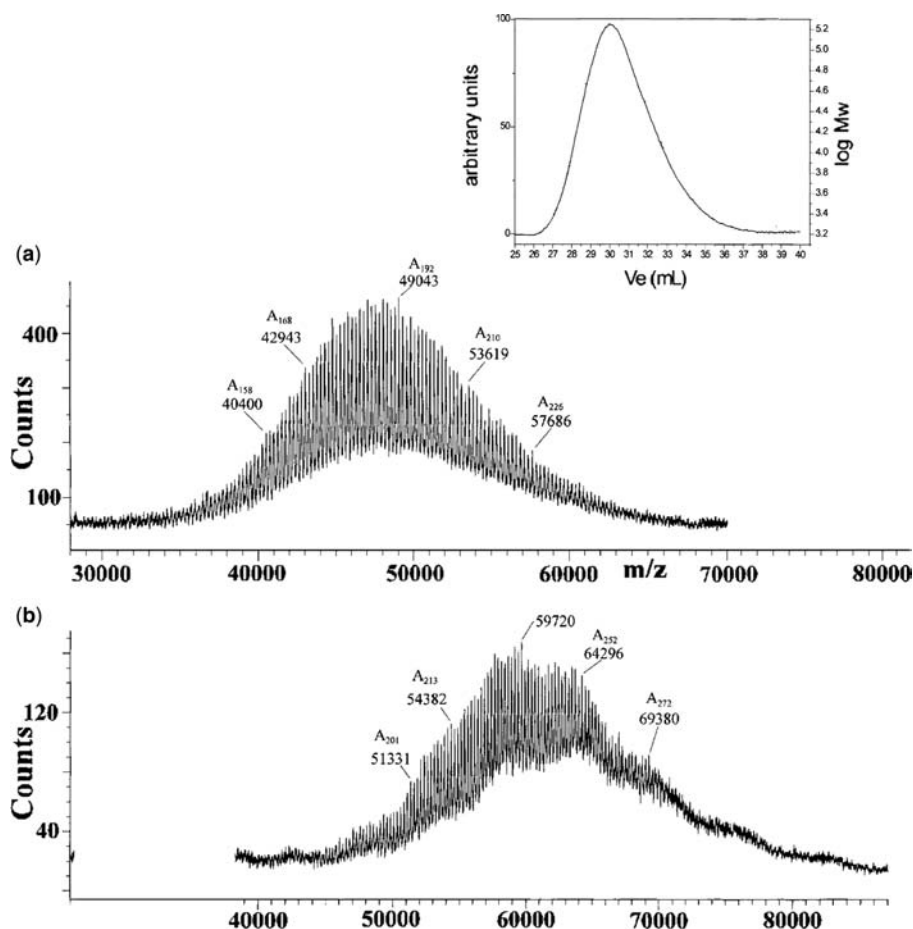 100
50
0
arbitrary units
5.2
5.0
4.8
4.6
4.4
4.2
4.0
3.8
3.6
3.4
3.2
log Mw
25 26 27 28 29 30 31 32 33 34 35 36 37 38 39 40
Ve (mL)
(a)
400
100
Counts
A158
40400
A168
42943
A192
49043
A210
53619
A226
57686
30000 40000 50000 60000 m/z 70000 80000
(b)
120
40
Counts
A201
51331
A213
54382
59720
A252
64296
A272
69380
40000 50000 60000 70000 80000